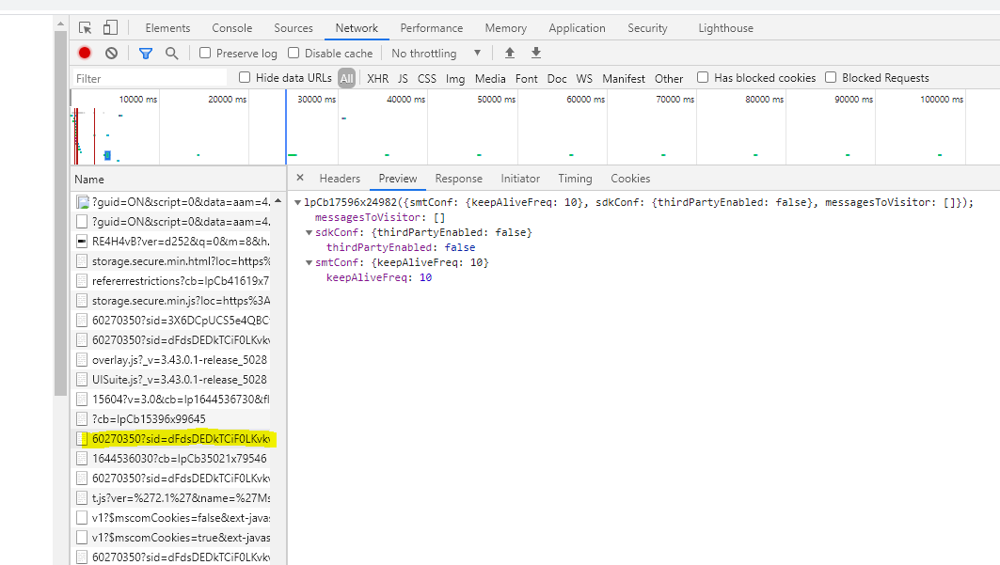 Elements Console Sources Network Performance Memory Application Security Lighthouse
Preserve log Disable cache No throttling
Filter Hide data URLs All XHR JS CSS Img Media Font Doc WS Manifest Other Has blocked cookies Blocked Requests
10000 ms 20000 ms 30000 ms 40000 ms 50000 ms 60000 ms 70000 ms 80000 ms 90000 ms 100000 ms
Name
?guid=ON&script=0&data=aam=4.
?guid=ON&script=0&data=aam=4.
RE4H4vB?ver=d252&q=0&m=8&h.
storage.secure.min.html?loc=https%
refererrestrictions?cb=lpCb41619x7
storage.secure.min.js?loc=https%3A
60270350?sid=3X6DCpUCS5e4QBC
60270350?sid=dFdsDEDkTCiF0LKvkv
overlay.js?_v=3.43.0.1-release_5028
UISuite.js?_v=3.43.0.1-release_5028
15604?v=3.0&cb=lp1644536730&fl
?cb=lpCb15396x99645
60270350?sid=dFdsDEDkTCiF0LKvkv
1644536030?cb=lpCb35021x79546
60270350?sid=dFdsDEDkTCiF0LKvkv
t.js?ver=%272.1%27&name=%27Ms
v1?$mscomCookies=false&ext-javas
v1?$mscomCookies=true&ext-javas
60270350?sid=dFdsDEDkTCiF0LKvkv
× Headers Preview Response Initiator Timing Cookies
lpCb17596x24982({smtConf: {keepAliveFreq: 10}, sdkConf: {thirdPartyEnabled: false}, messagesToVisitor: []});
messagesToVisitor: []
sdkConf: {thirdPartyEnabled: false}
thirdPartyEnabled: false
smtConf: {keepAliveFreq: 10}
keepAliveFreq: 10